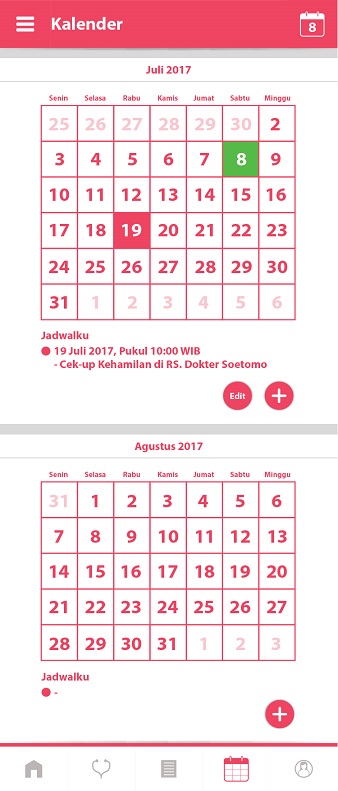 Kalender
8
Juli 2017
Senin Selasa Rabu Kamis Jumat Sabtu Minggu
25 26 27 28 29 30 2
3 4 5 6 7 8 9
10 11 12 13 14 15 16
17 18 19 20 21 22 23
24 25 26 27 28 29 30
31 1 2 3 4 5 6
Jadwalku
19 Juli 2017, Pukul 10:00 WIB
- Cek-up Kehamilan di RS. Dokter Soetomo
Edit +
Agustus 2017
Senin Selasa Rabu Kamis Jumat Sabtu Minggu
31 1 2 3 4 5 6
7 8 9 10 11 12 13
14 15 16 17 18 19 20
21 22 23 24 25 26 27
28 29 30 31 1 2 3
Jadwalku
-
+